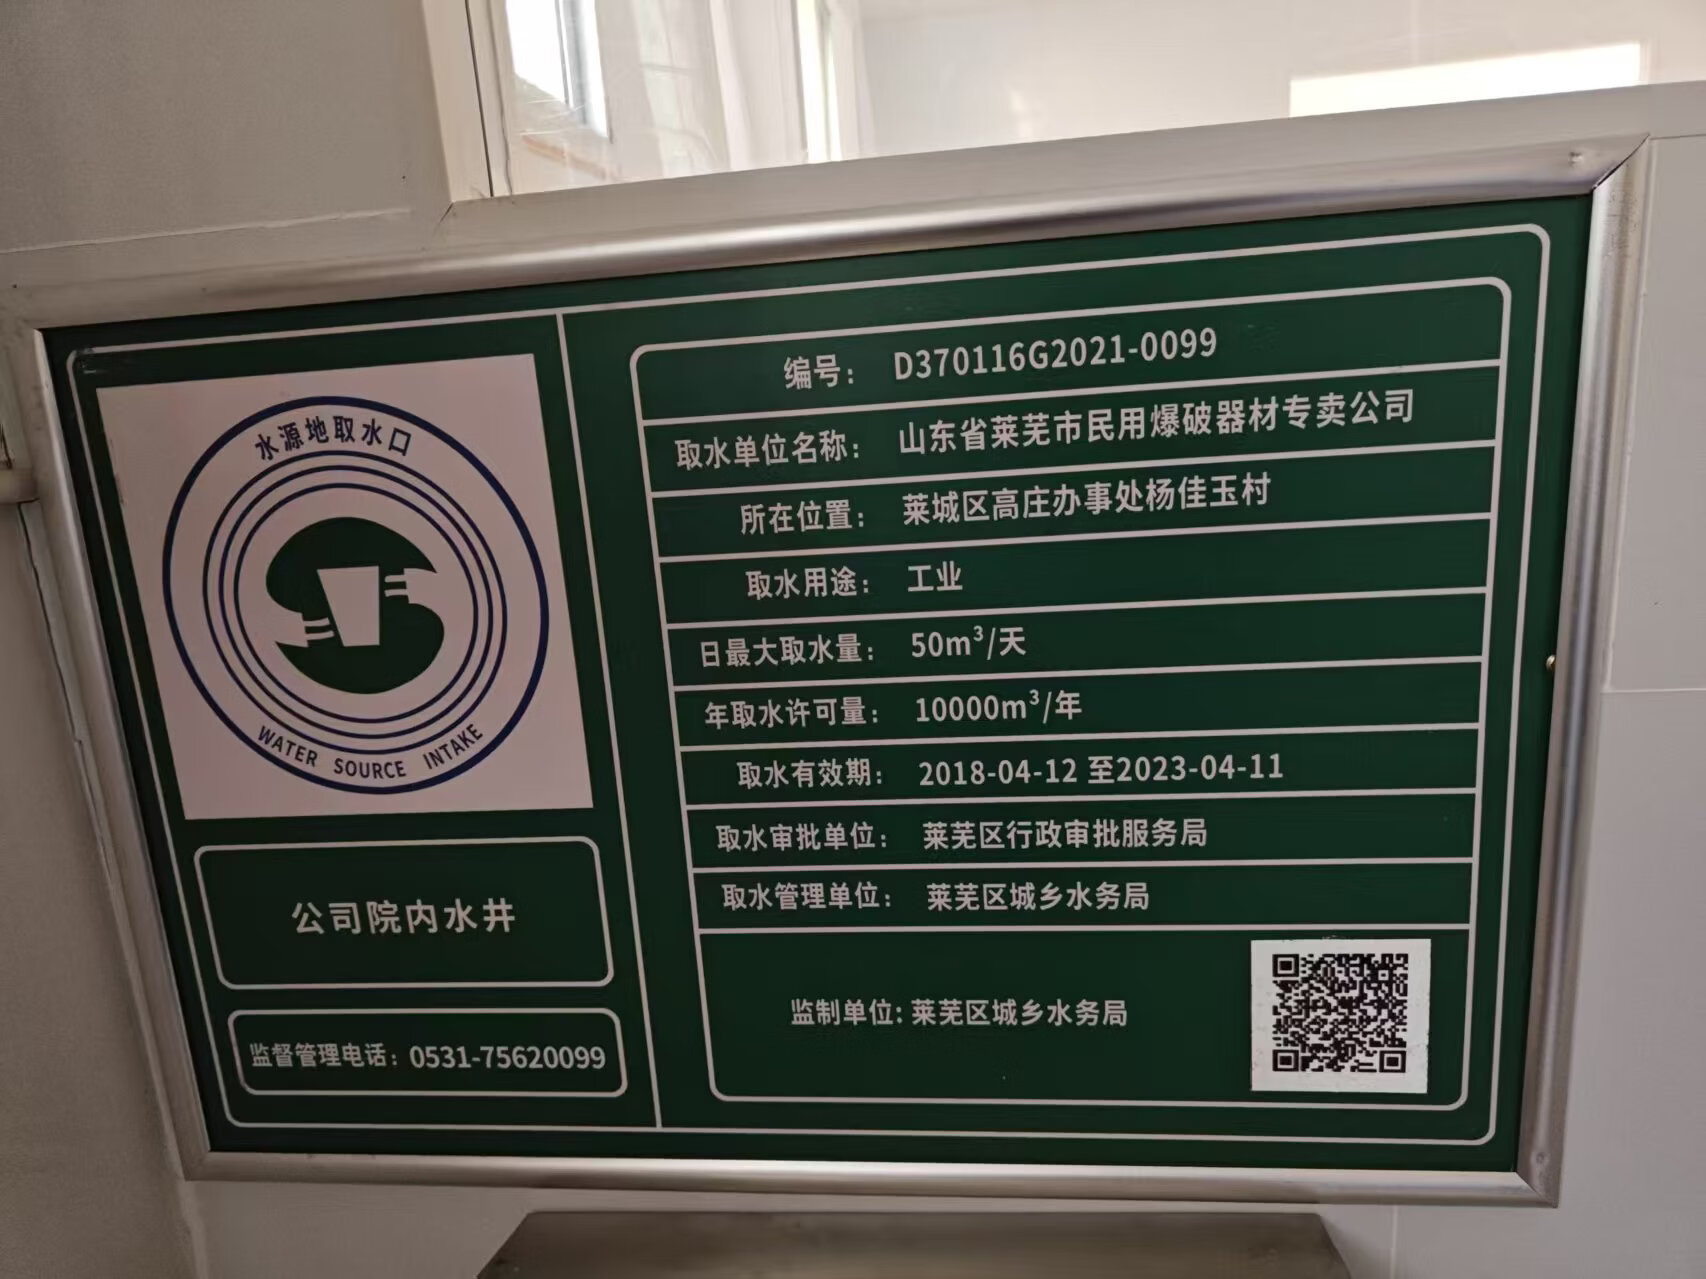 水源地取水口
WATER SOURCE INTAKE
公司院内水井
监督管理电话：0531-75620099
编号： D370116G2021-0099
取水单位名称： 山东省莱芜市民用爆破器材专卖公司
所在位置： 莱城区高庄办事处杨佳玉村
取水用途： 工业
日最大取水量： 50m³/天
年取水许可量： 10000m³/年
取水有效期： 2018-04-12 至2023-04-11
取水审批单位： 莱芜区行政审批服务局
取水管理单位： 莱芜区城乡水务局
监制单位: 莱芜区城乡水务局